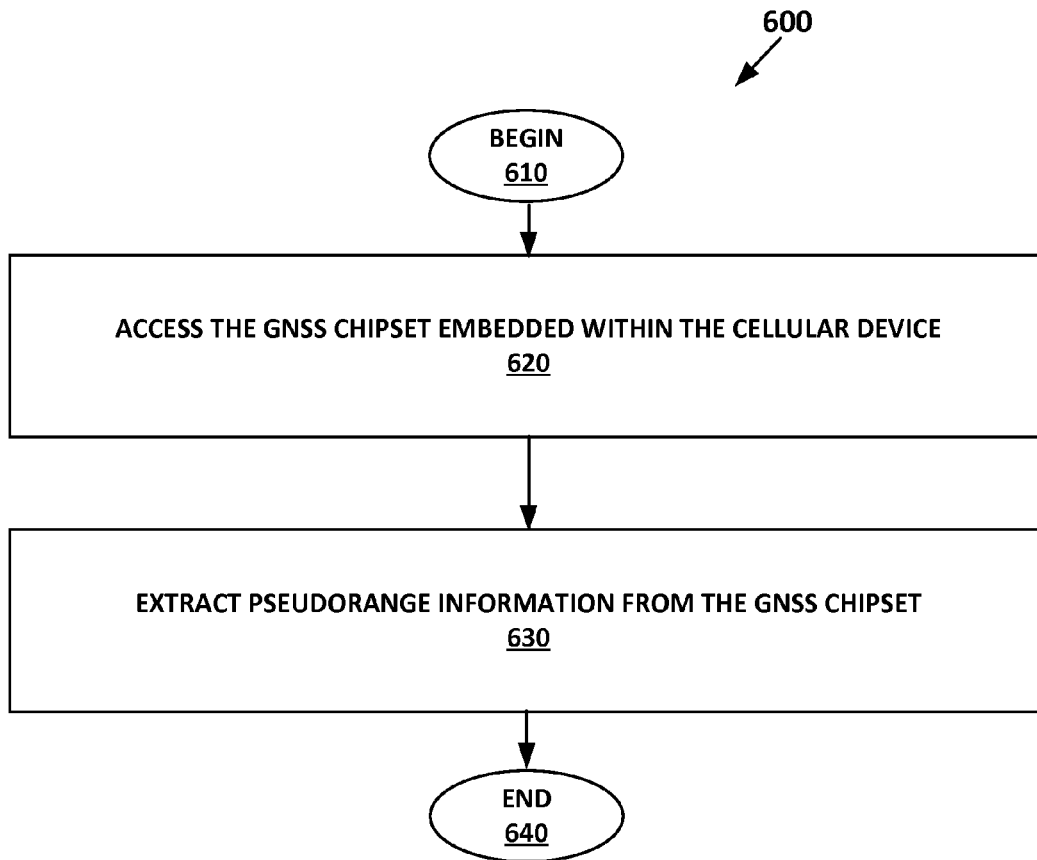 600
BEGIN
610
ACCESS THE GNSS CHIPSET EMBEDDED WITHIN THE CELLULAR DEVICE
620
EXTRACT PSEUDORANGE INFORMATION FROM THE GNSS CHIPSET
630
END
640